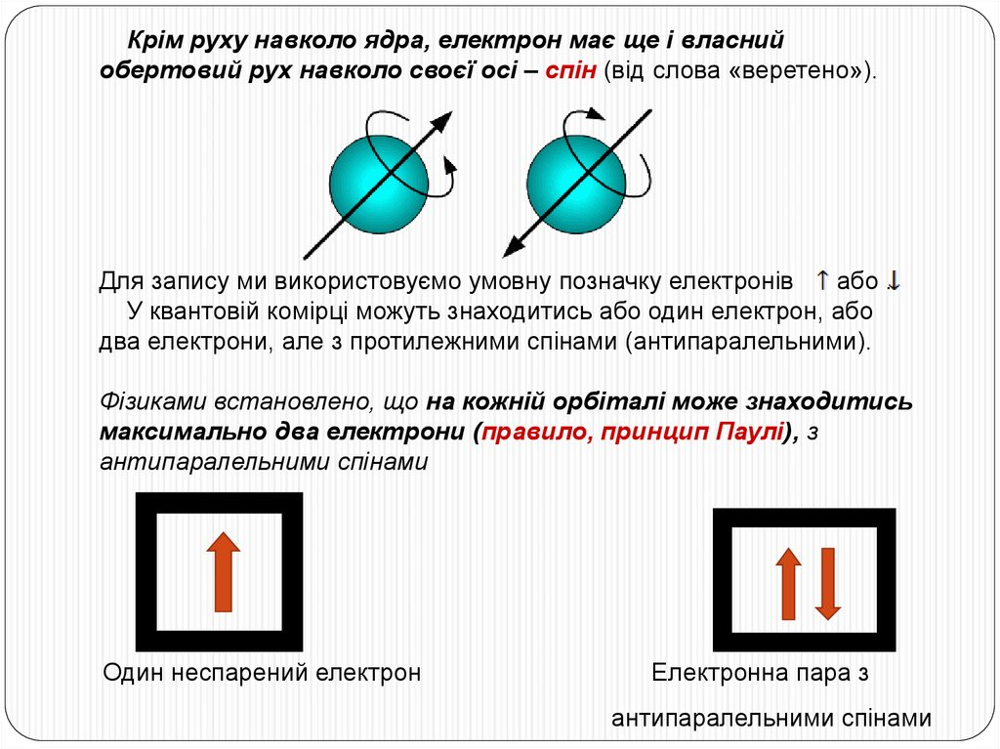 Крім руху навколо ядра, електрон має ще і власний
обертовий рух навколо своєї осі – спін (від слова «веретено»).
Для запису ми використовуємо умовну позначку електронів ↑ або ↓.
У квантовій комірці можуть знаходитись або один електрон, або
два електрони, але з протилежними спінами (антипаралельними).
Фізиками встановлено, що на кожній орбіталі може знаходитись
максимально два електрони (правило, принцип Паулі), з
антипаралельними спінами
Один неспарений електрон
Електронна пара з
антипаралельними спінами